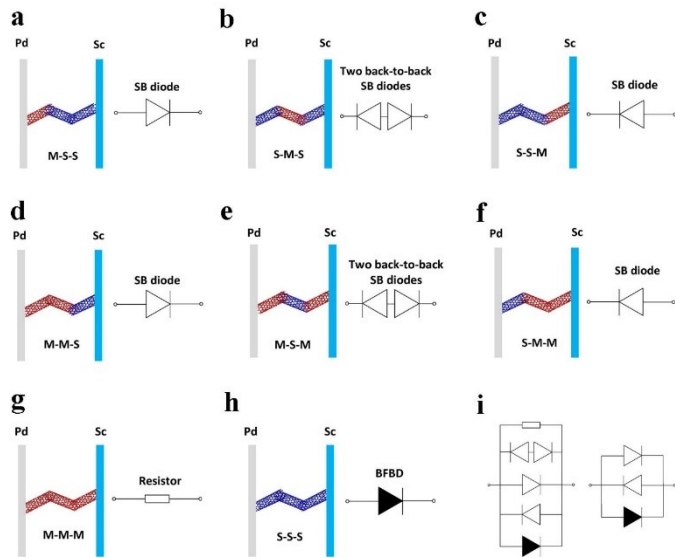 a
Pd
Sc
SB diode
M-S-S
b
Pd
Sc
Two back-to-back
SB diodes
S-M-S
c
Pd
Sc
SB diode
S-S-M
d
Pd
Sc
SB diode
M-M-S
e
Pd
Sc
Two back-to-back
SB diodes
M-S-M
f
Pd
Sc
SB diode
S-M-M
g
Pd
Sc
Resistor
M-M-M
h
Pd
Sc
BFBD
S-S-S
i